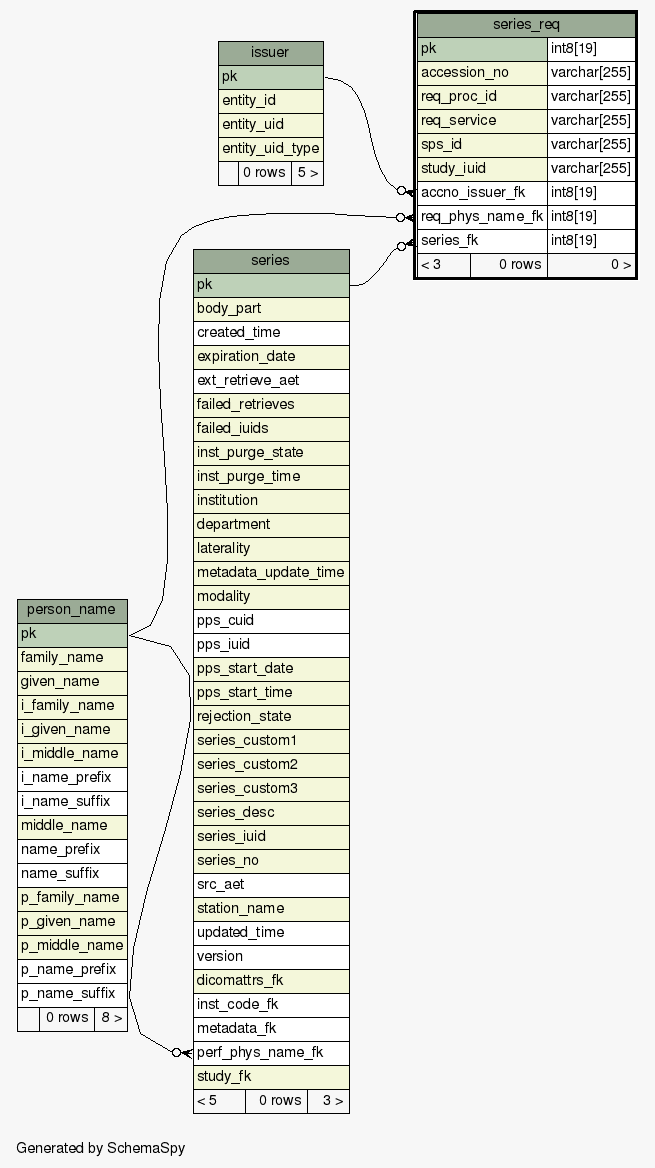 series_req
pk int8[19]
accession_no varchar[255]
req_proc_id varchar[255]
req_service varchar[255]
sps_id varchar[255]
study_iuid varchar[255]
accno_issuer_fk int8[19]
req_phys_name_fk int8[19]
series_fk int8[19]
< 3 0 rows 0 >
issuer
pk
entity_id
entity_uid
entity_uid_type
0 rows 5 >
series
pk
body_part
created_time
expiration_date
ext_retrieve_aet
failed_retrieves
failed_iuids
inst_purge_state
inst_purge_time
institution
department
laterality
metadata_update_time
modality
pps_cuid
pps_iuid
pps_start_date
pps_start_time
rejection_state
series_custom1
series_custom2
series_custom3
series_desc
series_iuid
series_no
src_aet
station_name
updated_time
version
dicomattrs_fk
inst_code_fk
metadata_fk
perf_phys_name_fk
study_fk
< 5 0 rows 3 >
person_name
pk
family_name
given_name
i_family_name
i_given_name
i_middle_name
i_name_prefix
i_name_suffix
middle_name
name_prefix
name_suffix
p_family_name
p_given_name
p_middle_name
p_name_prefix
p_name_suffix
0 rows 8 >
Generated by SchemaSpy